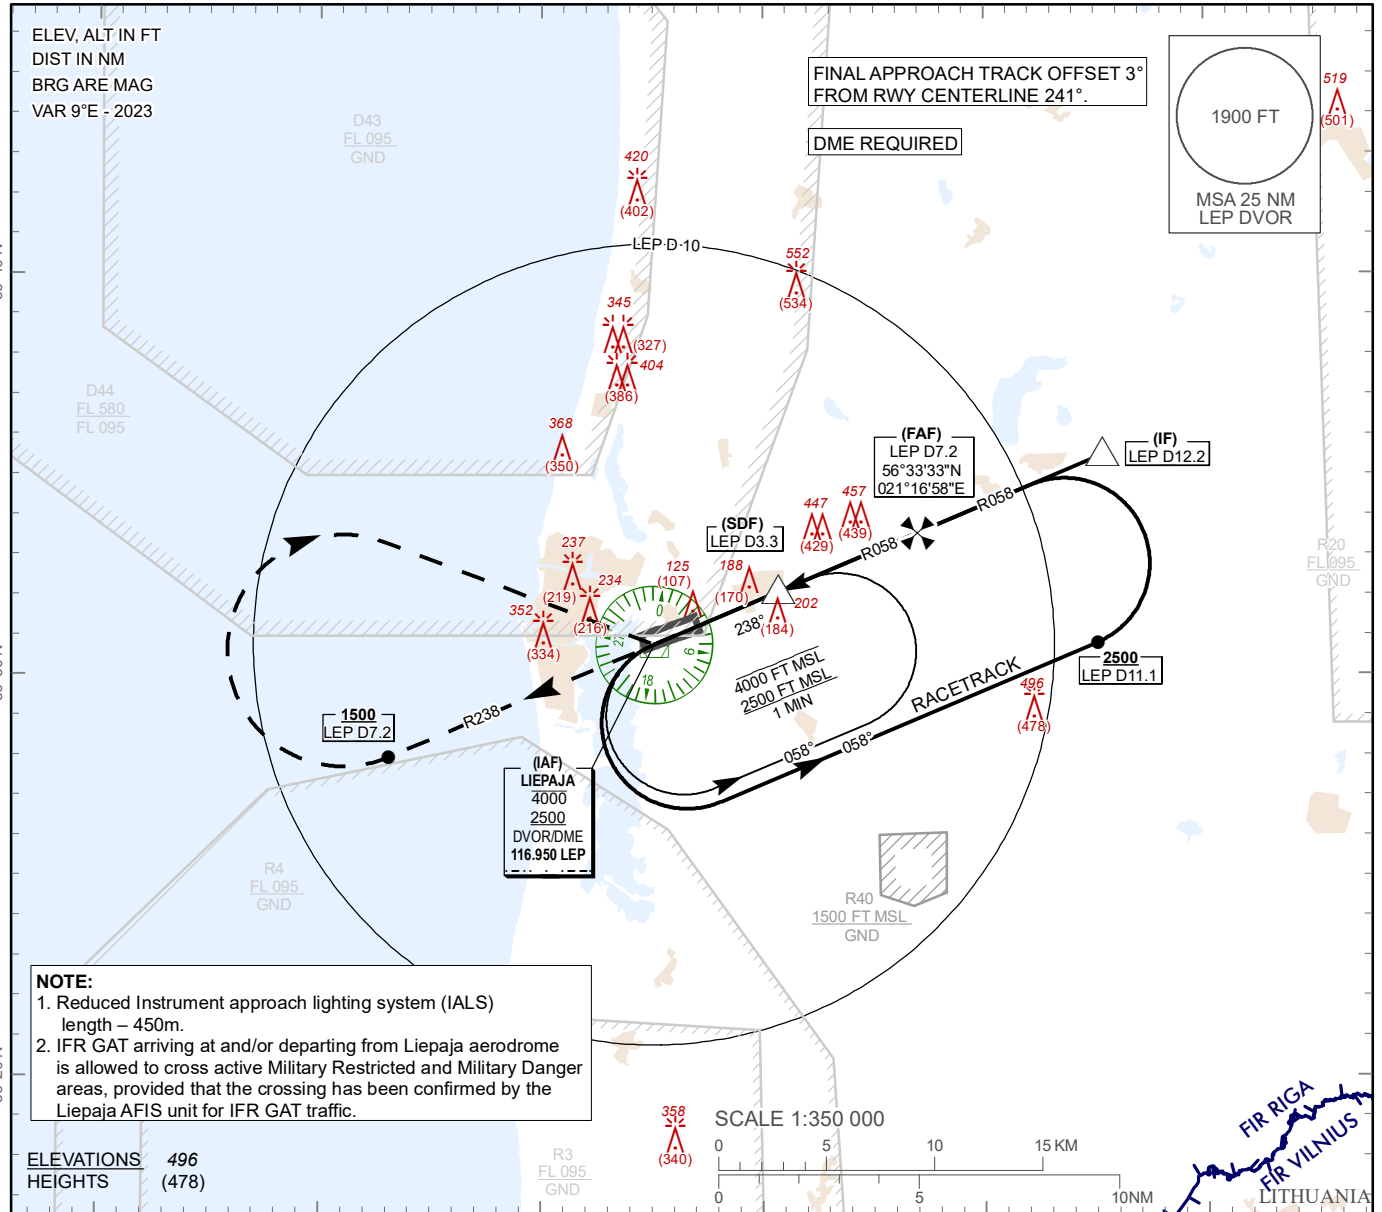 ELEV, ALT IN FT
DIST IN NM
BRG ARE MAG
VAR 9°E - 2023
FINAL APPROACH TRACK OFFSET 3°
FROM RWY CENTERLINE 241°.
DME REQUIRED
1900 FT
MSA 25 NM
LEP DVOR
519
(501)
D43
FL 095
GND
420
(402)
LEP D 10
552
(534)
345
(327)
404
(386)
D44
FL 580
FL 095
368
(350)
(FAF)
LEP D7.2
56°33'33"N
021°16'58"E
(IF)
LEP D12.2
R058
447
(429)
457
(439)
(SDF)
LEP D3.3
R058
R20
FL 095
GND
237
(219)
234
(216)
352
(334)
125
(107)
188
(170)
202
(184)
0
9
18
27
238°
4000 FT MSL
2500 FT MSL
1 MIN
RACETRACK
2500
LEP D11.1
496
(478)
1500
LEP D7.2
R238
058°
058°
(IAF)
LIEPAJA
4000
2500
DVOR/DME
116.950 LEP
R4
FL 095
GND
R40
1500 FT MSL
GND
NOTE:
1. Reduced Instrument approach lighting system (IALS)
length – 450m.
2. IFR GAT arriving at and/or departing from Liepaja aerodrome
is allowed to cross active Military Restricted and Military Danger
areas, provided that the crossing has been confirmed by the
Liepaja AFIS unit for IFR GAT traffic.
ELEVATIONS 496
HEIGHTS (478)
R3
FL 095
GND
358
(340)
SCALE 1:350 000
0 5 10 15 KM
0 5 10NM
FIR RIGA
FIR VILNIUS
LITHUANIA